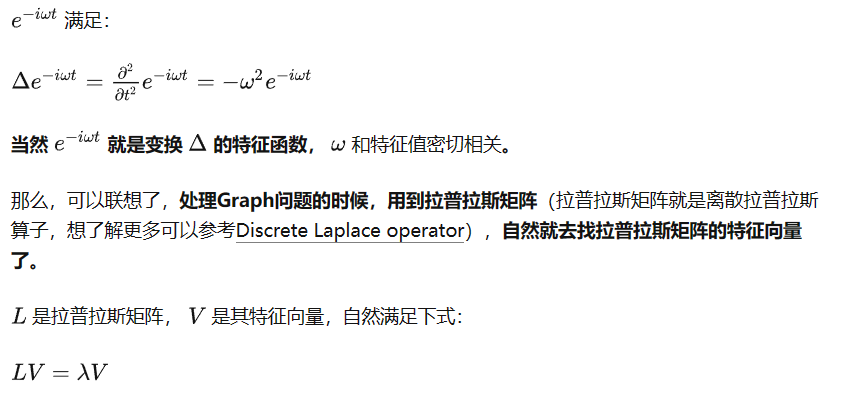 $e^{-i\omega t}$ 满足：
$\Delta e^{-i\omega t} = \frac{\partial^2}{\partial t^2} e^{-i\omega t} = -\omega^2 e^{-i\omega t}$
当然 $e^{-i\omega t}$ 就是变换 $\Delta$ 的特征函数， $\omega$ 和特征值密切相关。
那么，可以联想了，处理Graph问题的时候，用到拉普拉斯矩阵（拉普拉斯矩阵就是离散拉普拉斯
算子，想了解更多可以参考Discrete Laplace operator），自然就去找拉普拉斯矩阵的特征向量
了。
$L$ 是拉普拉斯矩阵， $V$ 是其特征向量，自然满足下式：
$LV = \lambda V$